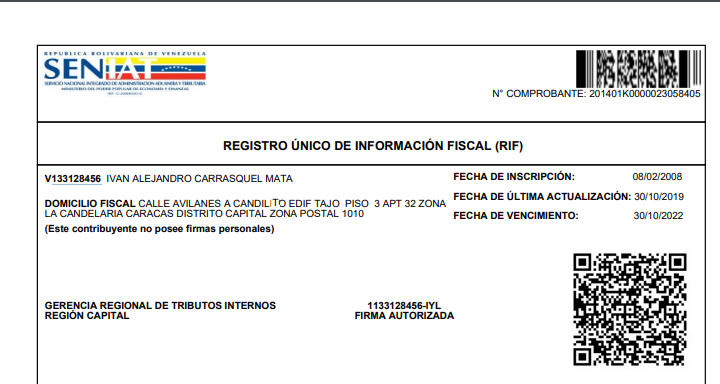 REPUBLICA BOLIVARIANA DE VENEZUELA
SENIAT
SERVICIO NACIONAL INTEGRADO DE ADMINISTRACION ADUANERA Y TRIBUTARIA
MINISTERIO DEL PODER POPULAR DE ECONOMIA Y FINANZAS
N° COMPROBANTE: 201401K0000023058405
REGISTRO ÚNICO DE INFORMACIÓN FISCAL (RIF)
V133128456 IVAN ALEJANDRO CARRASQUEL MATA
FECHA DE INSCRIPCIÓN: 08/02/2008
DOMICILIO FISCAL CALLE AVILANES A CANDILITO EDIF TAJO PISO 3 APT 32 ZONA
LA CANDELARIA CARACAS DISTRITO CAPITAL ZONA POSTAL 1010
FECHA DE ÚLTIMA ACTUALIZACIÓN: 30/10/2019
FECHA DE VENCIMIENTO: 30/10/2022
(Este contribuyente no posee firmas personales)
GERENCIA REGIONAL DE TRIBUTOS INTERNOS
REGIÓN CAPITAL
1133128456-IYL
FIRMA AUTORIZADA